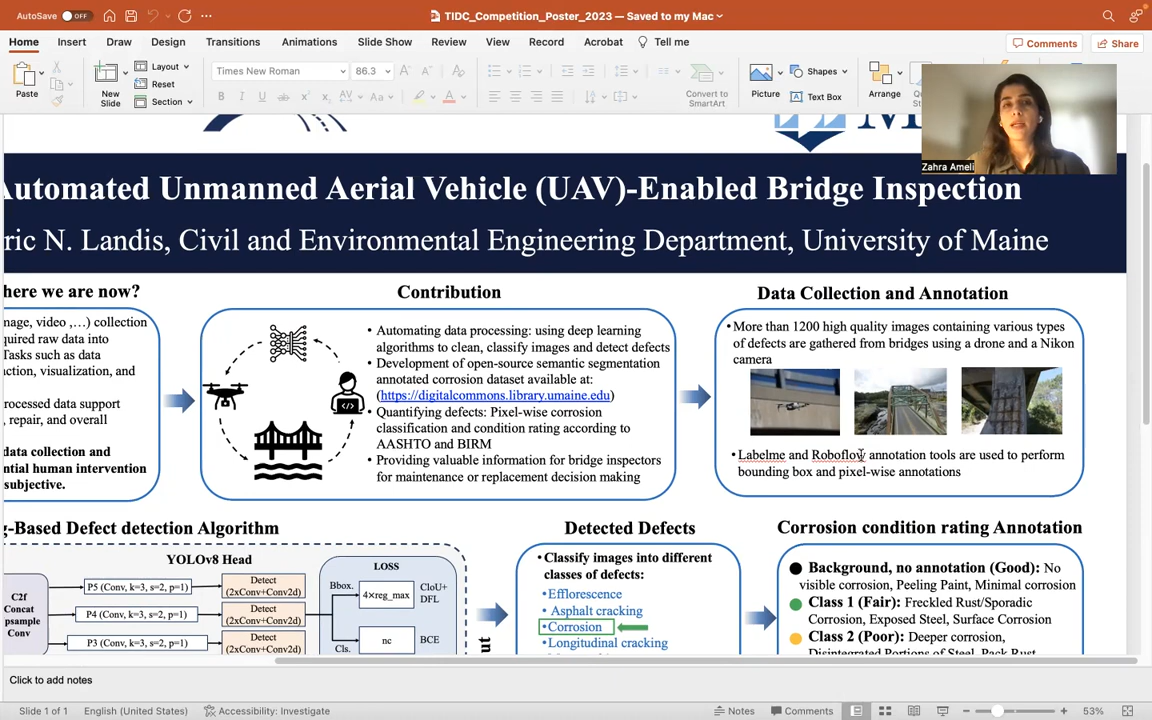 AutoSave OFF
TIDC_Competition_Poster_2023 — Saved to my Mac
Home Insert Draw Design Transitions Animations Slide Show Review View Record Acrobat Tell me
Comments Share
Paste
New
Slide
Layout
Reset
Section
Times New Roman 86.3
Convert to
SmartArt
Picture
Shapes
Text Box
Arrange
Zahra Ameli
Automated Unmanned Aerial Vehicle (UAV)-Enabled Bridge Inspection
ric N. Landis, Civil and Environmental Engineering Department, University of Maine
here we are now?
mage, video ,…) collection
quired raw data into
Tasks such as data
action, visualization, and
rocessed data support
, repair, and overall
data collection and
ntial human intervention
subjective.
Contribution
• Automating data processing: using deep learning
algorithms to clean, classify images and detect defects
• Development of open-source semantic segmentation
annotated corrosion dataset available at:
(https://digitalcommons.library.umaine.edu)
• Quantifying defects: Pixel-wise corrosion
classification and condition rating according to
AASHTO and BIRM
• Providing valuable information for bridge inspectors
for maintenance or replacement decision making
Data Collection and Annotation
• More than 1200 high quality images containing various types
of defects are gathered from bridges using a drone and a Nikon
camera
• Labelme and Roboflow annotation tools are used to perform
bounding box and pixel-wise annotations
g-Based Defect detection Algorithm
YOLOv8 Head
C2f
Concat
psample
Conv
P5 (Conv, k=3, s=2, p=1)
P4 (Conv, k=3, s=2, p=1)
P3 (Conv, k=3, s=2, p=1)
Detect
(2xConv+Conv2d)
Detect
(2xConv+Conv2d)
Detect
(2xConv+Conv2d)
LOSS
Bbox.
4×reg_max
CIoU+
DFL
Cls.
nc
BCE
ut
Detected Defects
• Classify images into different
classes of defects:
• Efflorescence
• Asphalt cracking
• Corrosion
• Longitudinal cracking
Corrosion condition rating Annotation
Background, no annotation (Good): No
visible corrosion, Peeling Paint, Minimal corrosion
Class 1 (Fair): Freckled Rust/Sporadic
Corrosion, Exposed Steel, Surface Corrosion
Class 2 (Poor): Deeper corrosion,
Disintegrated Portions of Steel, Pack Rust
Click to add notes
Slide 1 of 1 English (United States) Accessibility: Investigate Notes Comments 53%